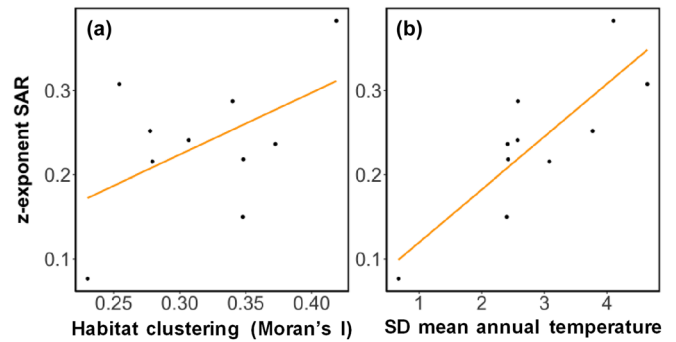 (a)
(b)
z-exponent SAR
0.3
0.2
0.1
0.3
0.2
0.1
0.25
0.30
0.35
0.40
1
2
3
4
Habitat clustering (Moran's I)
SD mean annual temperature